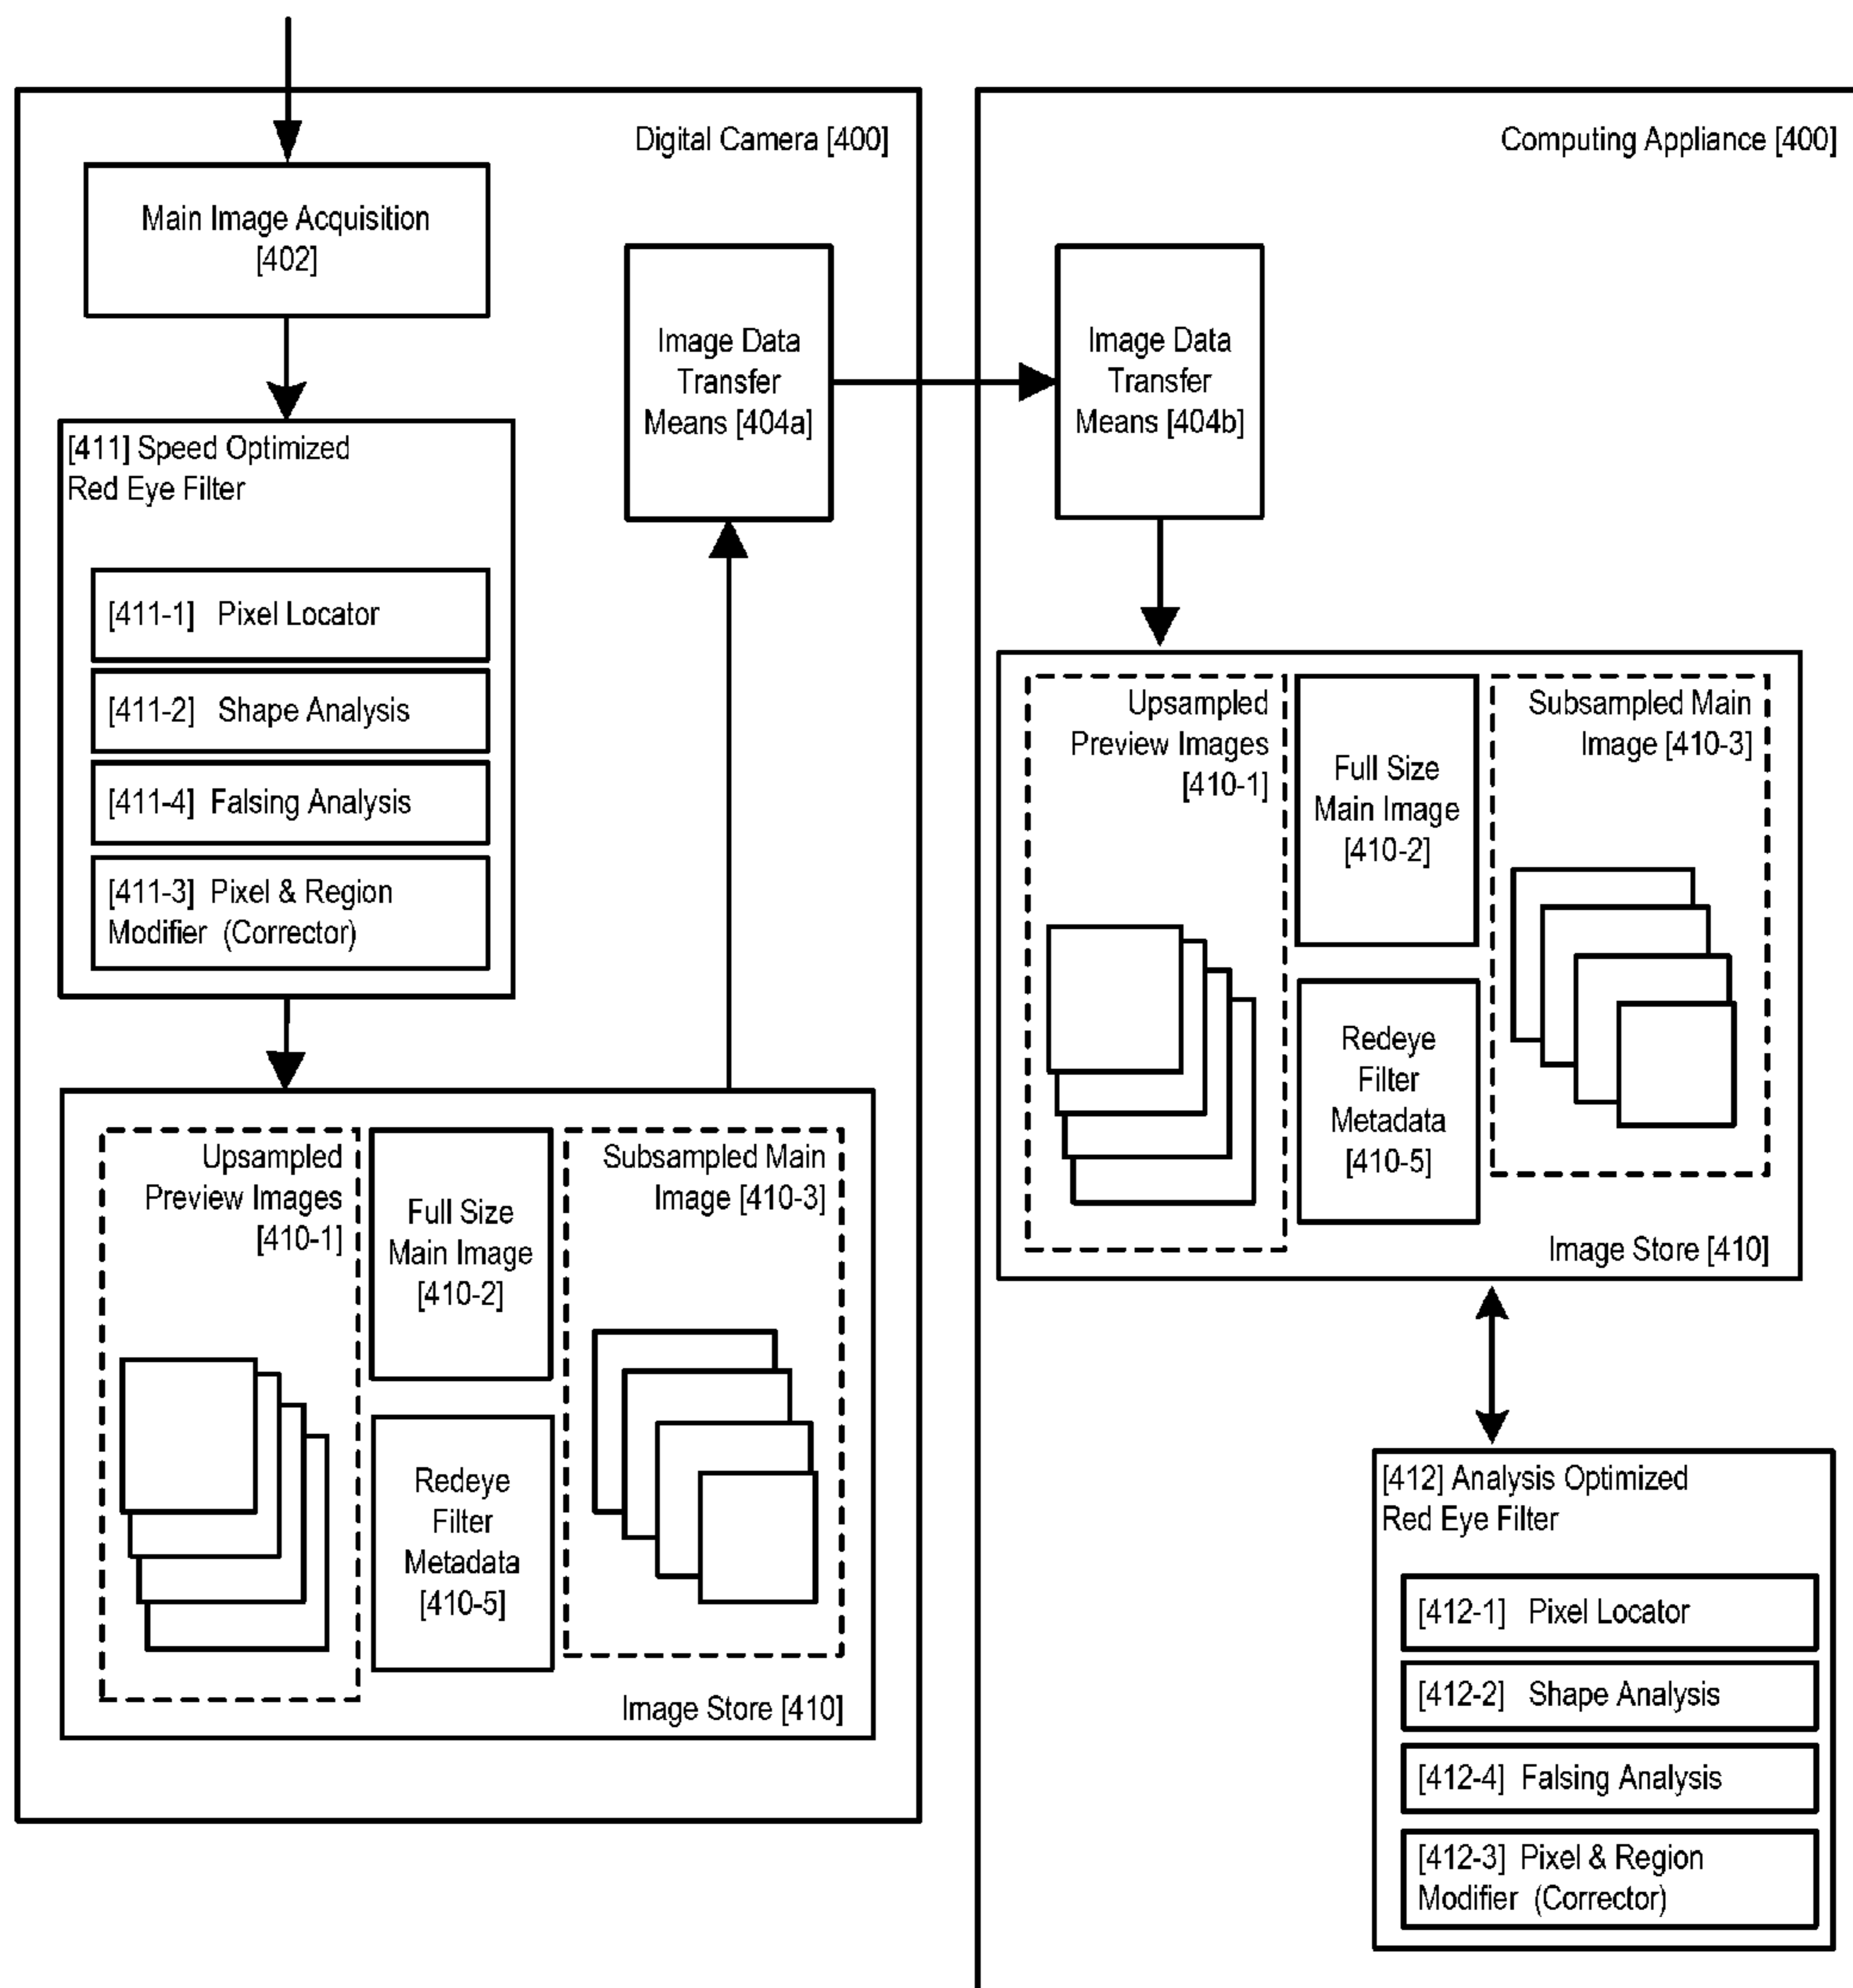 Digital Camera [400]
Main Image Acquisition
[402]
Image Data
Transfer
Means [404a]
[411] Speed Optimized
Red Eye Filter
[411-1] Pixel Locator
[411-2] Shape Analysis
[411-4] Falsing Analysis
[411-3] Pixel & Region
Modifier (Corrector)
Upsampled
Preview Images
[410-1]
Full Size
Main Image
[410-2]
Subsampled Main
Image [410-3]
Redeye
Filter
Metadata
[410-5]
Image Store [410]
Computing Appliance [400]
Image Data
Transfer
Means [404b]
Upsampled
Preview Images
[410-1]
Full Size
Main Image
[410-2]
Subsampled Main
Image [410-3]
Redeye
Filter
Metadata
[410-5]
Image Store [410]
[412] Analysis Optimized
Red Eye Filter
[412-1] Pixel Locator
[412-2] Shape Analysis
[412-4] Falsing Analysis
[412-3] Pixel & Region
Modifier (Corrector)